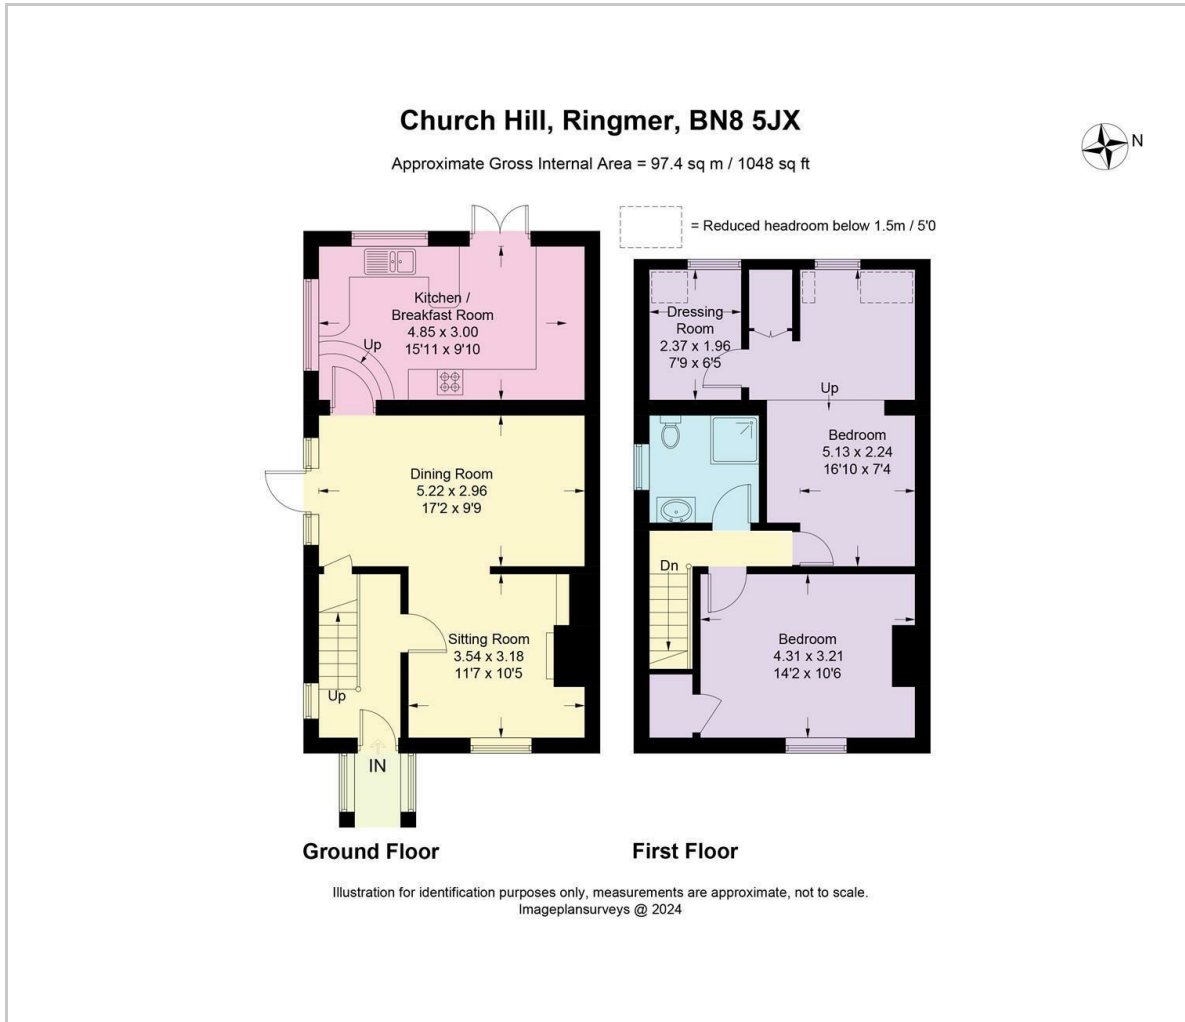 Church Hill, Ringmer, BN8 5JX
Approximate Gross Internal Area = 97.4 sq m / 1048 sq ft
N
= Reduced headroom below 1.5m / 5'0
Kitchen /
Breakfast Room
4.85 x 3.00
15'11 x 9'10
Up
Dining Room
5.22 x 2.96
17'2 x 9'9
Sitting Room
3.54 x 3.18
11'7 x 10'5
Up
IN
Ground Floor
Dressing
Room
2.37 x 1.96
7'9 x 6'5
Up
Bedroom
5.13 x 2.24
16'10 x 7'4
Dn
Bedroom
4.31 x 3.21
14'2 x 10'6
First Floor
Illustration for identification purposes only, measurements are approximate, not to scale.
Imageplansurveys @ 2024